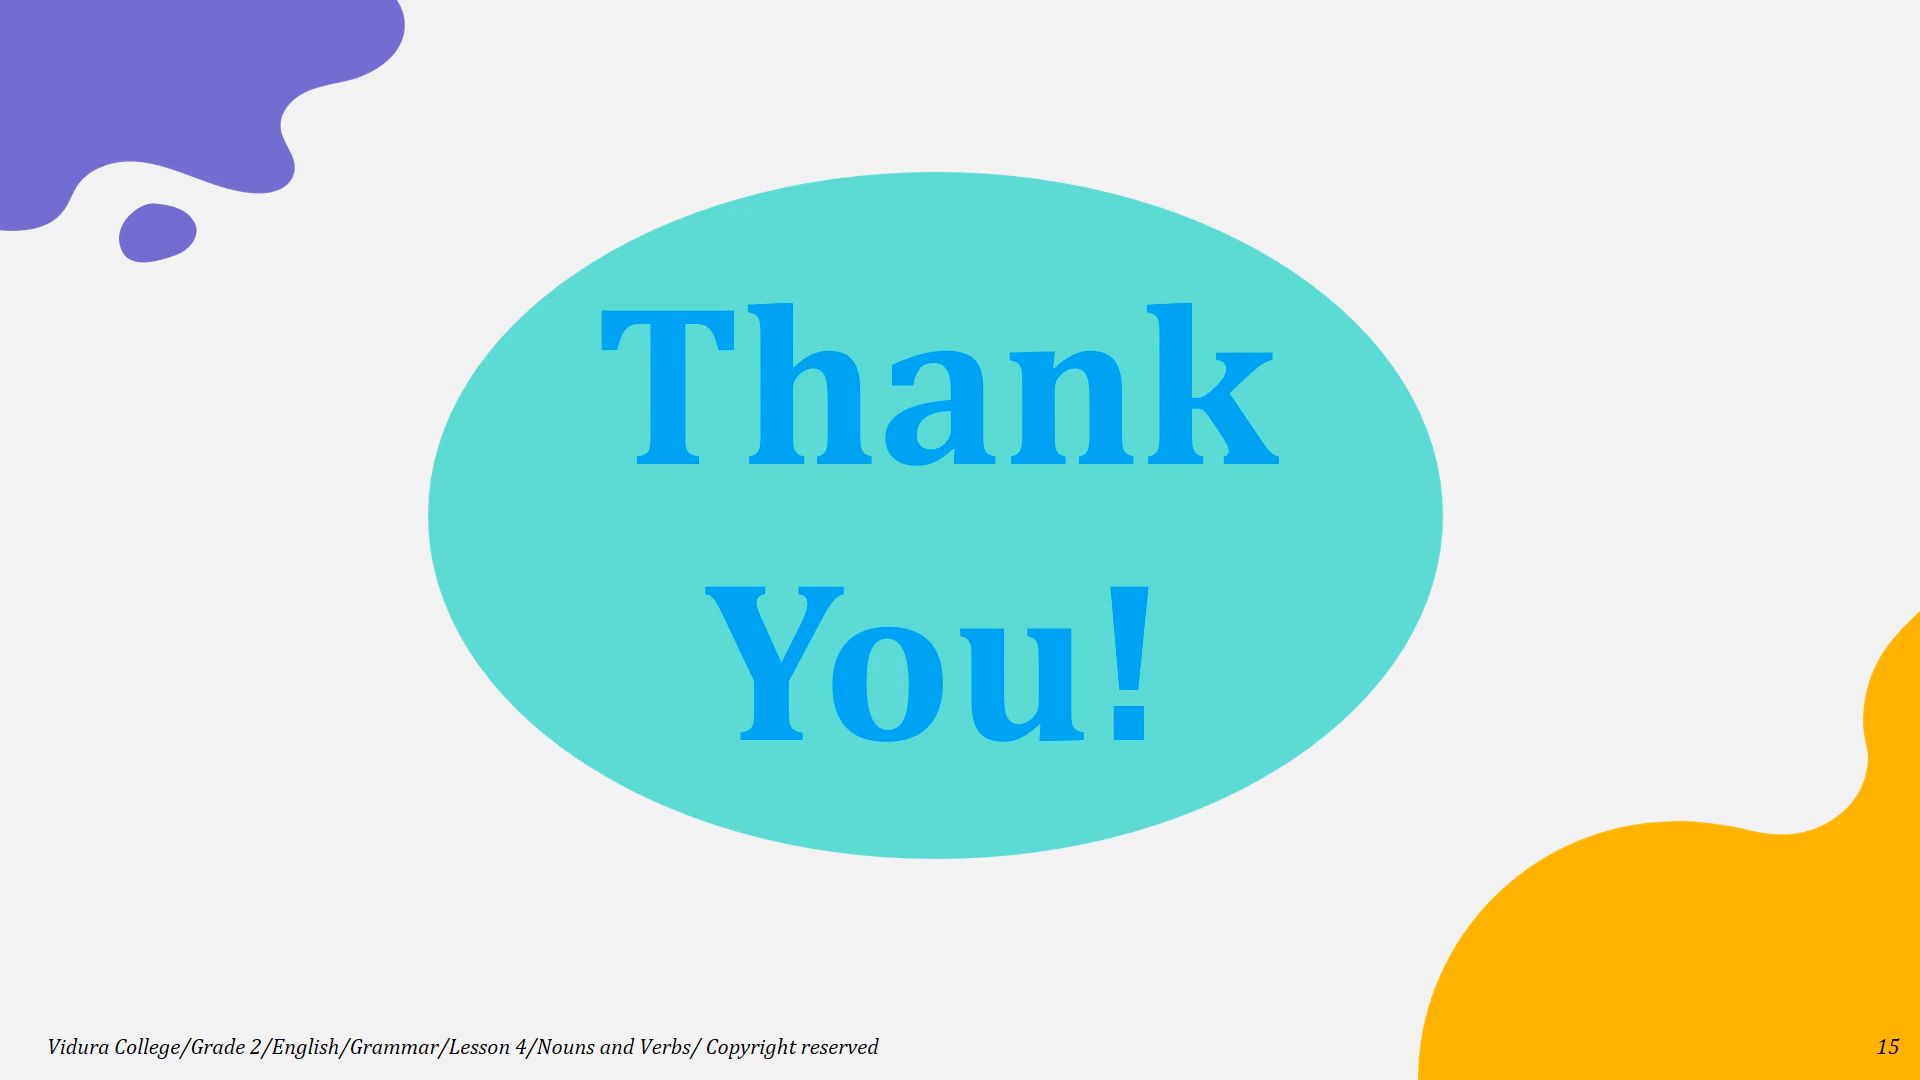 Thank
You!
Vidura College/Grade 2/English/Grammar/Lesson 4/Nouns and Verbs/ Copyright reserved
15